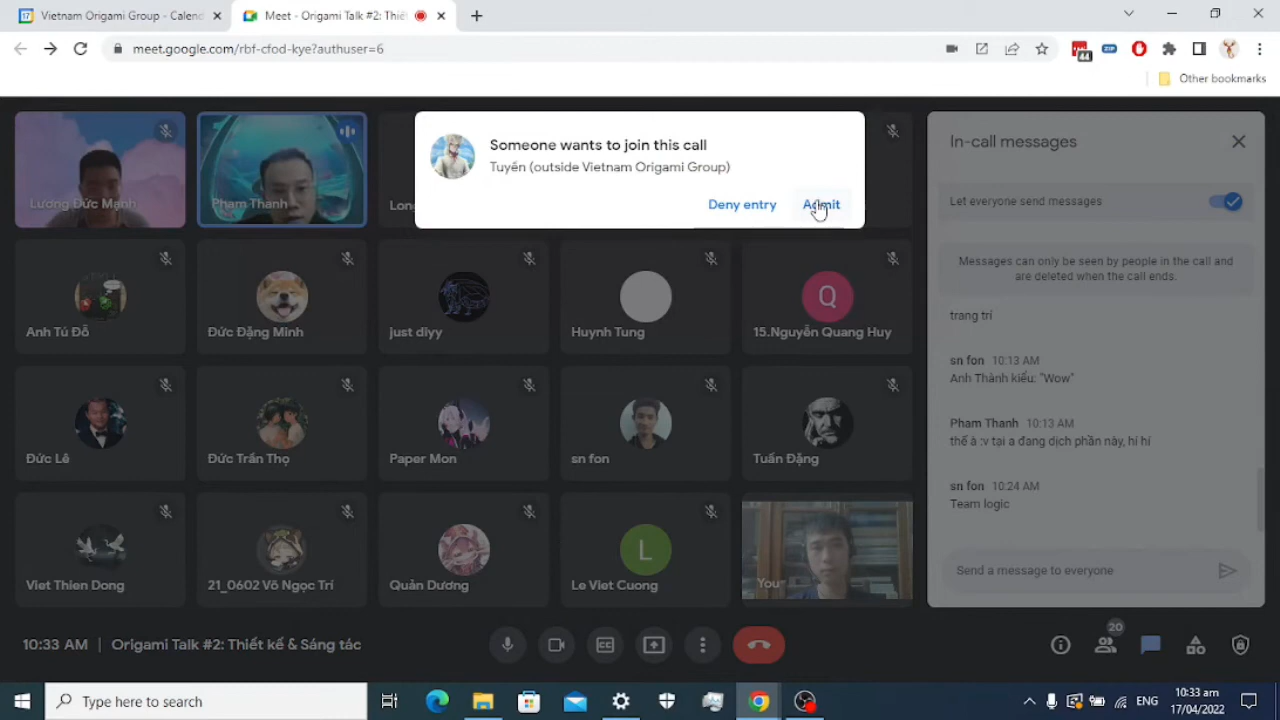 Vietnam Origami Group - Calend
Meet - Origami Talk #2: Thiết
meet.google.com/rbf-cfod-kye?authuser=6
44
ZIP
Other bookmarks
Lương Đức Mạnh
Pham Thanh
Long
Someone wants to join this call
Tuyền (outside Vietnam Origami Group)
Deny entry
Admit
Anh Tú Đỗ
Đức Đặng Minh
just diyy
Huynh Tung
Q
15.Nguyễn Quang Huy
Đức Lê
Đức Trần Thọ
Paper Mon
sn fon
Tuấn Đặng
Viet Thien Dong
21_0602 Võ Ngọc Trí
Quản Dương
L
Le Viet Cuong
You
In-call messages
Let everyone send messages
Messages can only be seen by people in the call and
are deleted when the call ends.
trang trí
sn fon 10:13 AM
Anh Thành kiểu: "Wow"
Pham Thanh 10:13 AM
thế à :v tại a đang dịch phần này, hí hí
sn fon 10:24 AM
Team logic
Send a message to everyone
10:33 AM | Origami Talk #2: Thiết kế & Sáng tác
CC
20
Type here to search
ENG
10:33 am
17/04/2022